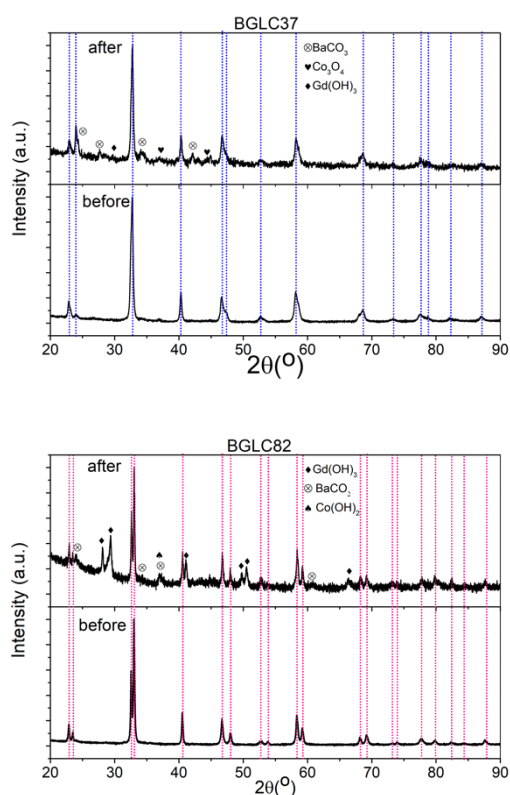 BGLC37
after
⊗BaCO₃
♥Co₃O₄
♦Gd(OH)₃
before
Intensity (a.u.)
20 30 40 50 60 70 80 90
2θ(°)
BGLC82
after
♦Gd(OH)₃
⊗BaCO₂
♠Co(OH)₂
before
Intensity (a.u.)
20 30 40 50 60 70 80 90
2θ(°)